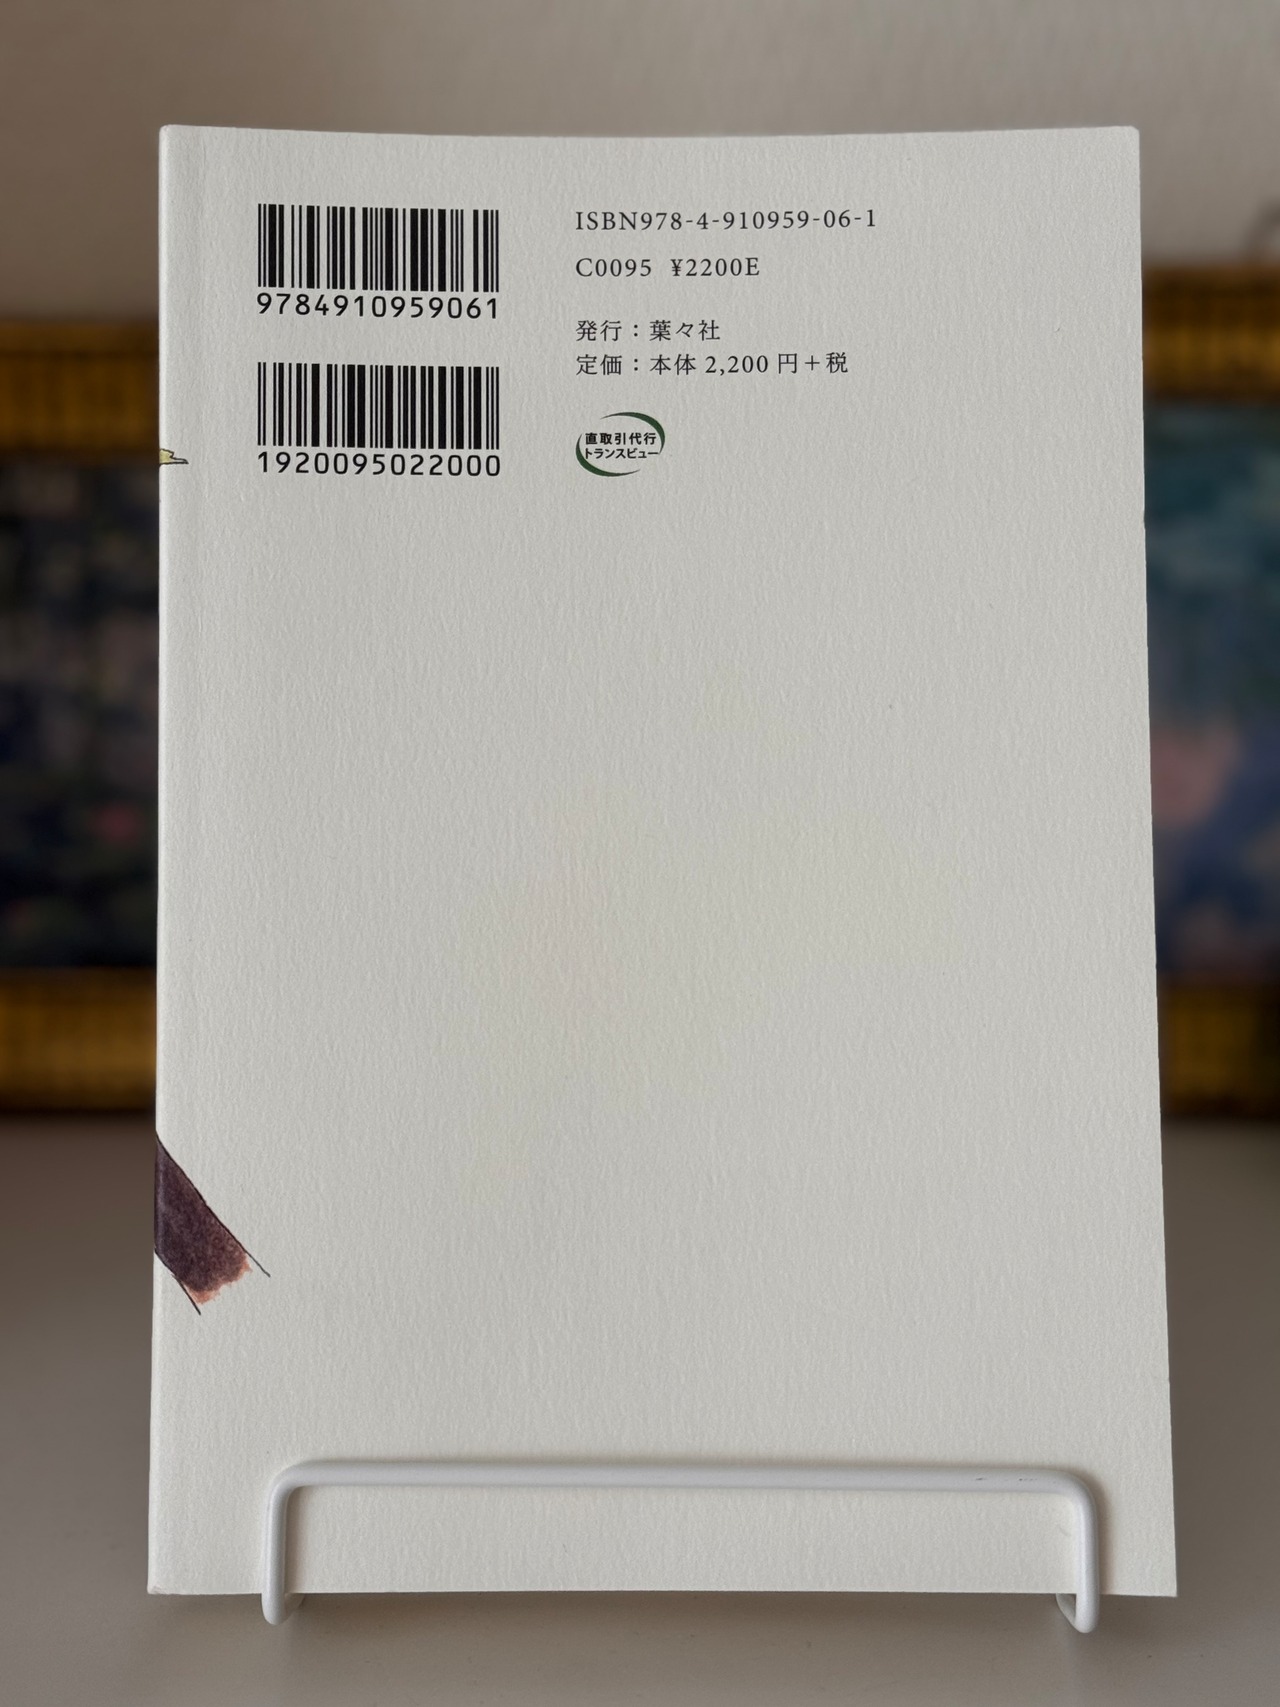 9784910959061
1920095022000
ISBN978-4-910959-06-1
C0095 ¥2200E
発行：葉々社
定価：本体 2,200 円＋税
直取引代行
トランスビュー